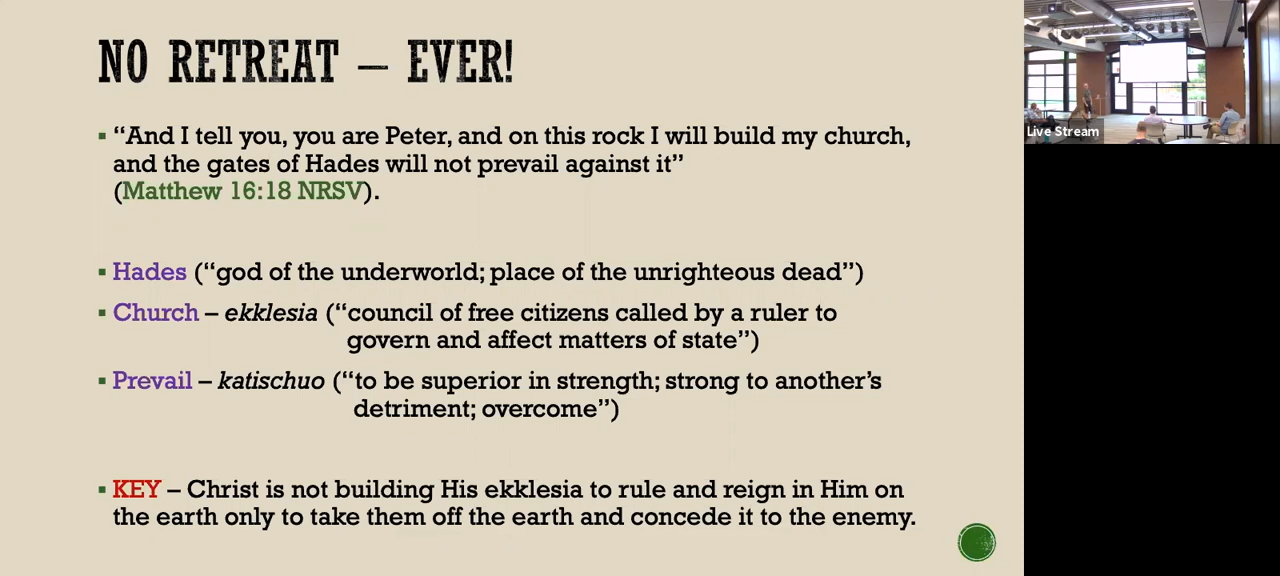 NO RETREAT – EVER!
“And I tell you, you are Peter, and on this rock I will build my church,
and the gates of Hades will not prevail against it”
(Matthew 16:18 NRSV).
Hades (“god of the underworld; place of the unrighteous dead”)
Church – ekklesia (“council of free citizens called by a ruler to
govern and affect matters of state”)
Prevail – katischuo (“to be superior in strength; strong to another’s
detriment; overcome”)
KEY – Christ is not building His ekklesia to rule and reign in Him on
the earth only to take them off the earth and concede it to the enemy.
Live Stream